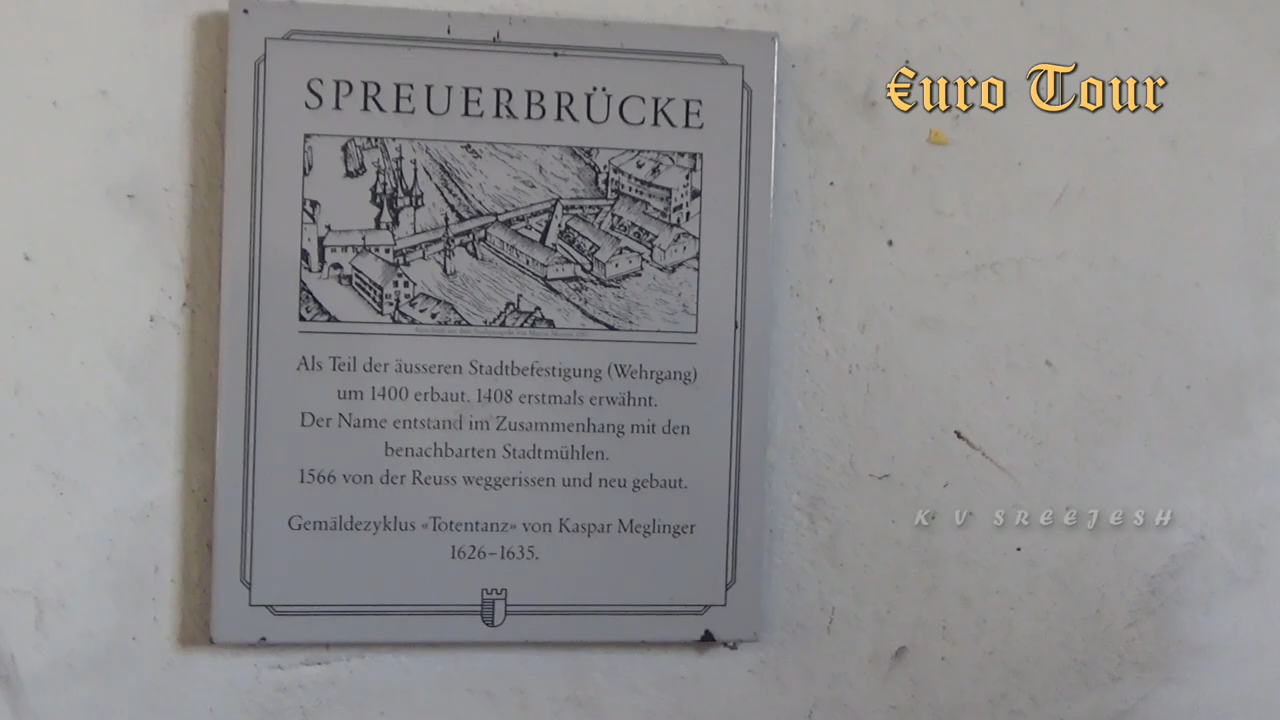 SPREUERBRÜCKE
Als Teil der äusseren Stadtbefestigung (Wehrgang)
um 1400 erbaut. 1408 erstmals erwähnt.
Der Name entstand im Zusammenhang mit den
benachbarten Stadtmühlen.
1566 von der Reuss weggerissen und neu gebaut.
Gemäldezyklus «Totentanz» von Kaspar Meglinger
1626–1635.
€uro Tour
K V SREEJESH